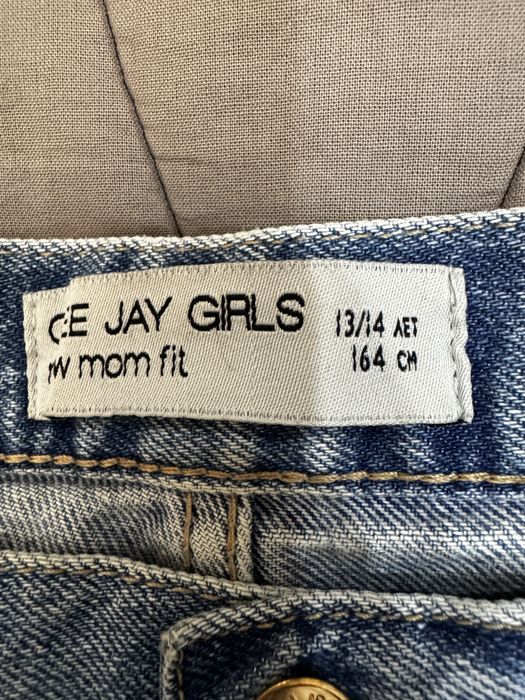 JAY GIRLS
mom fit
13/14 ЛЕТ
164 СМ